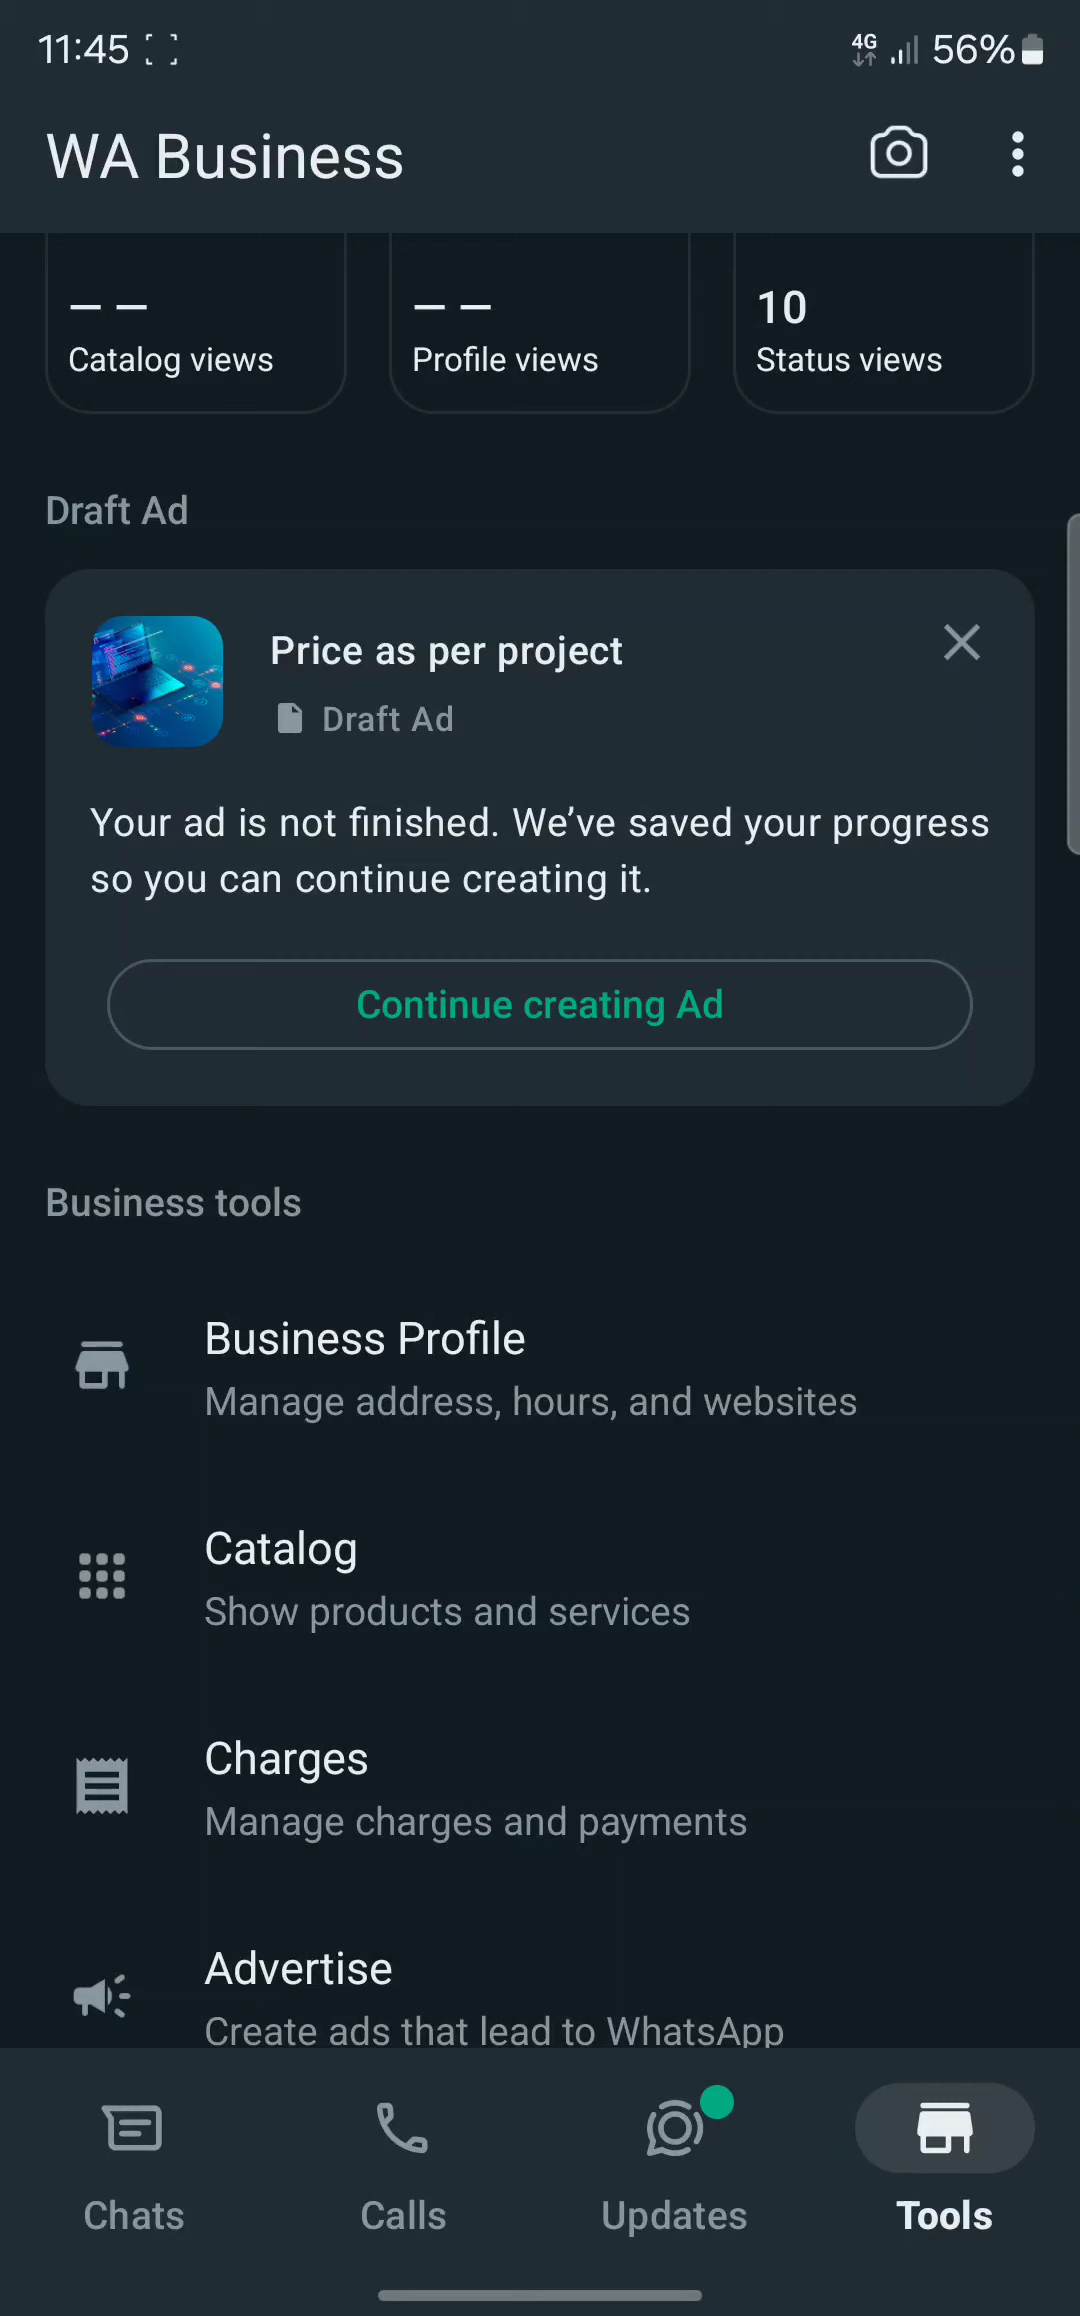 11:45
4G
56%
WA Business
— —
Catalog views
— —
Profile views
10
Status views
Draft Ad
Price as per project
Draft Ad
Your ad is not finished. We’ve saved your progress
so you can continue creating it.
Continue creating Ad
Business tools
Business Profile
Manage address, hours, and websites
Catalog
Show products and services
Charges
Manage charges and payments
Advertise
Create ads that lead to WhatsApp
Chats
Calls
Updates
Tools